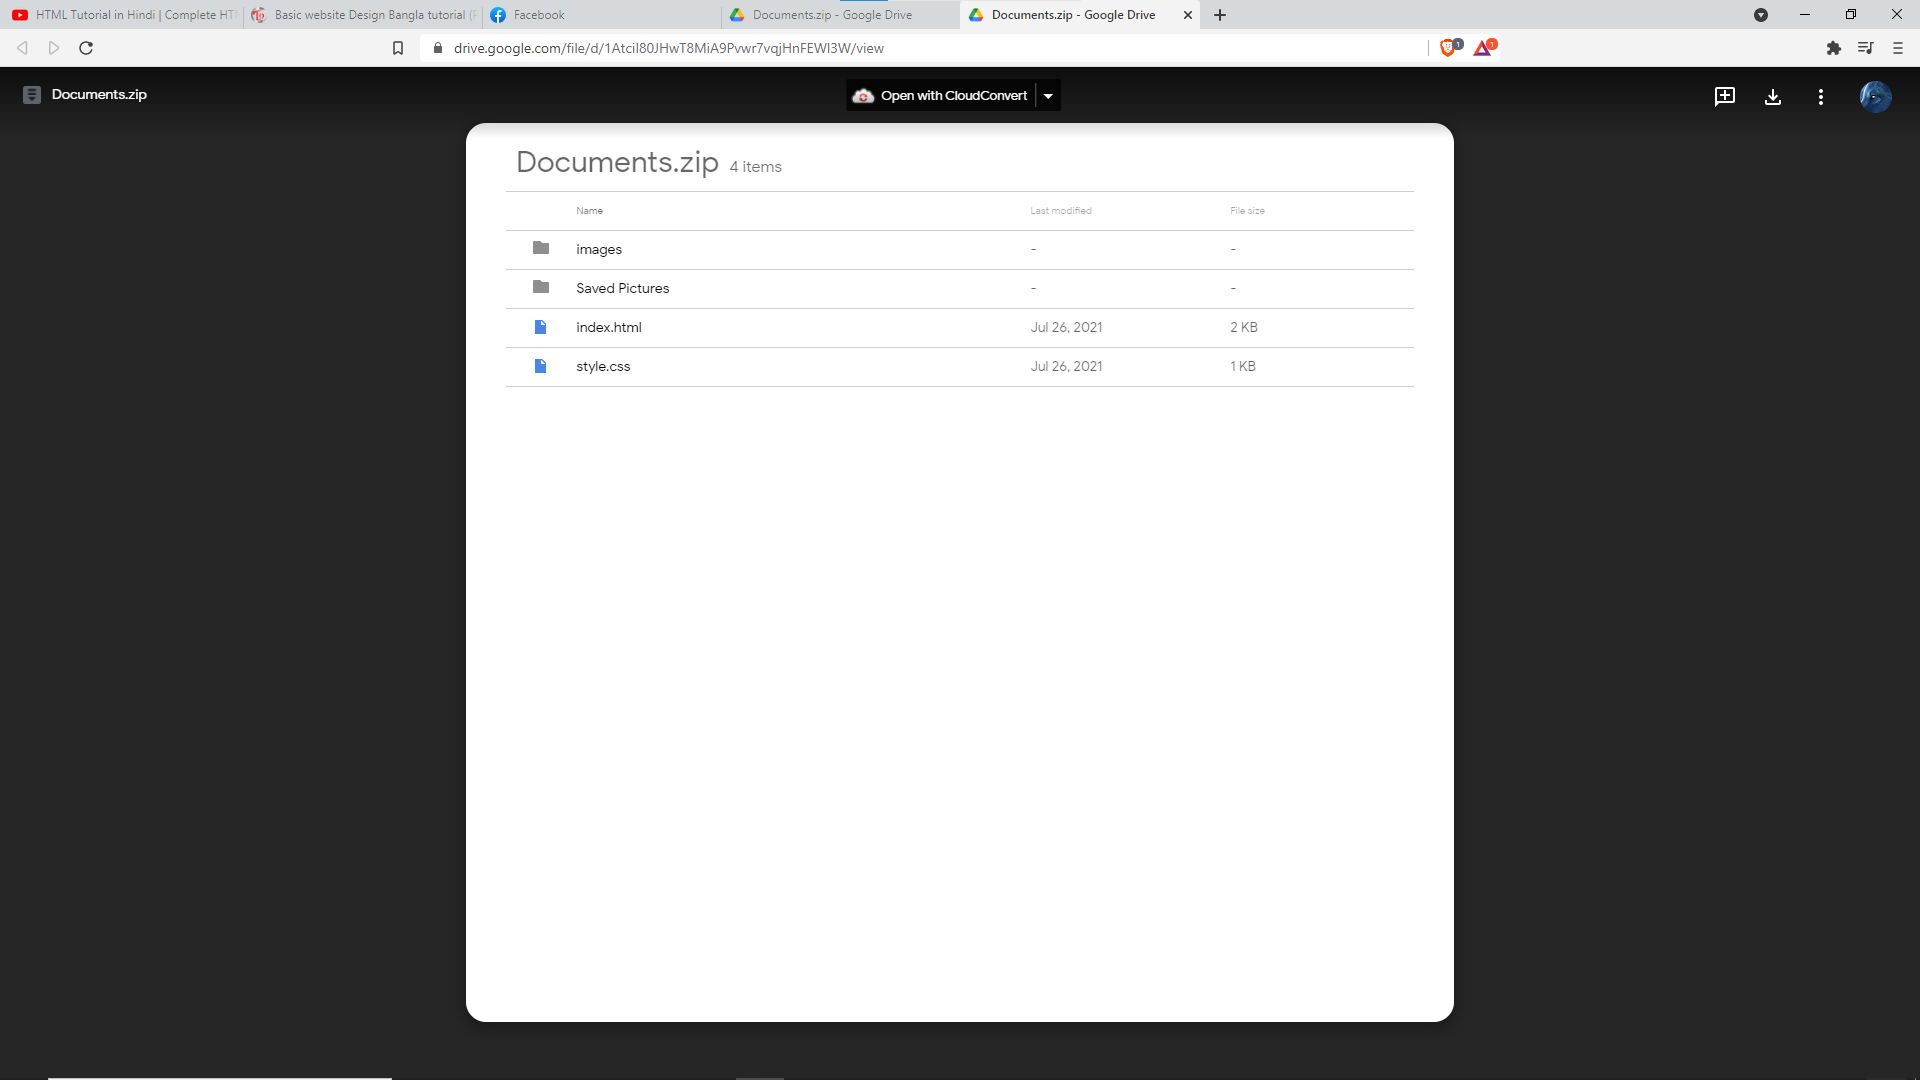 HTML Tutorial in Hindi | Complete HT
Basic website Design Bangla tutorial (
Facebook
Documents.zip - Google Drive
Documents.zip - Google Drive
drive.google.com/file/d/1Atcil80JHwT8MiA9Pvwr7vqjHnFEWl3W/view
1
1
Documents.zip
Open with CloudConvert
Documents.zip 4 items
Name Last modified File size
images - -
Saved Pictures - -
index.html Jul 26, 2021 2 KB
style.css Jul 26, 2021 1 KB